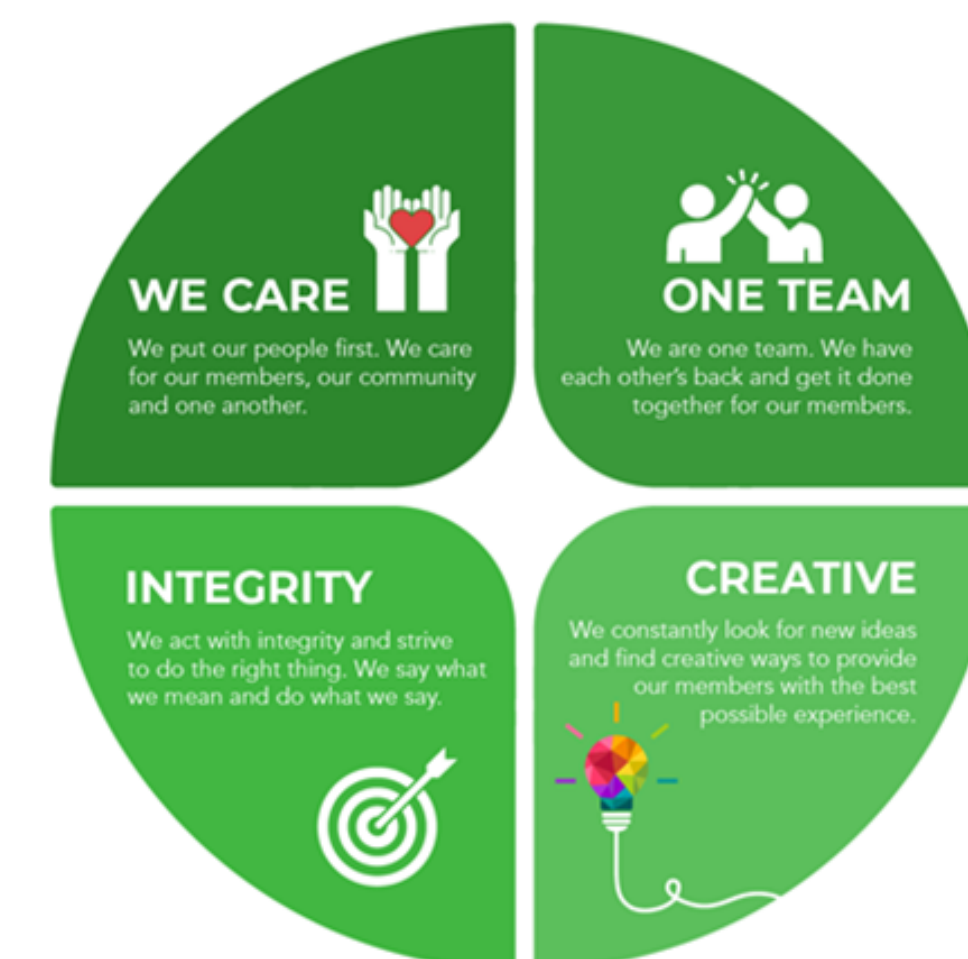 WE CARE
We put our people first. We care
for our members, our community
and one another.
ONE TEAM
We are one team. We have
each other's back and get it done
together for our members.
INTEGRITY
We act with integrity and strive
to do the right thing. We say what
we mean and do what we say.
CREATIVE
We constantly look for new ideas
and find creative ways to provide
our members with the best
possible experience.